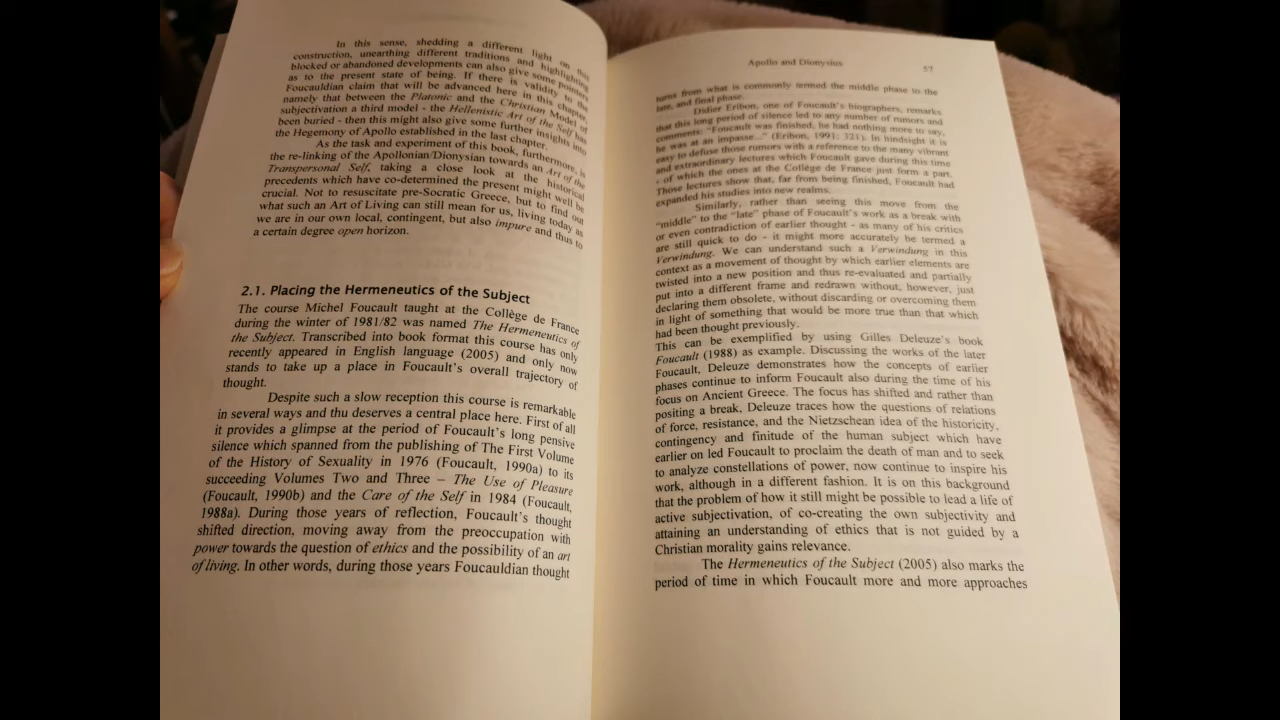 In this sense, shedding a different light on this
construction, unearthing different traditions and highlighting
blocked or abandoned developments can also give some pointers
as to the present state of being. If there is validity to the
Foucauldian claim that will be advanced here in this chapter,
namely that between the Platonic and the Christian Model of
subjectivation a third model - the Hellenistic Art of the Self has
been buried - then this might also give some further insights into
the Hegemony of Apollo established in the last chapter.
As the task and experiment of this book, furthermore, is
the re-linking of the Apollonian/Dionysian towards an Art of the
Transpersonal Self, taking a close look at the historical
precedents which have co-determined the present might well be
crucial. Not to resuscitate pre-Socratic Greece, but to find out
what such an Art of Living can still mean for us, living today as
we are in our own local, contingent, but also impure and thus to
a certain degree open horizon.
2.1. Placing the Hermeneutics of the Subject
The course Michel Foucault taught at the Collège de France
during the winter of 1981/82 was named The Hermeneutics of
the Subject. Transcribed into book format this course has only
recently appeared in English language (2005) and only now
stands to take up a place in Foucault's overall trajectory of
thought.
Despite such a slow reception this course is remarkable
in several ways and thu deserves a central place here. First of all
it provides a glimpse at the period of Foucault's long pensive
silence which spanned from the publishing of The First Volume
of the History of Sexuality in 1976 (Foucault, 1990a) to its
succeeding Volumes Two and Three – The Use of Pleasure
(Foucault, 1990b) and the Care of the Self in 1984 (Foucault,
1988a). During those years of reflection, Foucault's thought
shifted direction, moving away from the preoccupation with
power towards the question of ethics and the possibility of an art
of living. In other words, during those years Foucauldian thought
Apollo and Dionysius 57
turns from what is commonly termed the middle phase to the
late, and final phase.
Didier Eribon, one of Foucault's biographers, remarks
that this long period of silence led to any number of rumors and
comments: "Foucault was finished, he had nothing more to say,
he was at an impasse..." (Eribon, 1991: 321). In hindsight it is
easy to defuse those rumors with a reference to the many vibrant
and extraordinary lectures which Foucault gave during this time
- of which the ones at the Collège de France just form a part.
Those lectures show that, far from being finished, Foucault had
expanded his studies into new realms.
Similarly, rather than seeing this move from the
"middle" to the "late" phase of Foucault's work as a break with
or even contradiction of earlier thought - as many of his critics
are still quick to do - it might more accurately be termed a
Verwindung. We can understand such a Verwindung in this
context as a movement of thought by which earlier elements are
twisted into a new position and thus re-evaluated and partially
put into a different frame and redrawn without, however, just
declaring them obsolete, without discarding or overcoming them
in light of something that would be more true than that which
had been thought previously.
This can be exemplified by using Gilles Deleuze's book
Foucault (1988) as example. Discussing the works of the later
Foucault, Deleuze demonstrates how the concepts of earlier
phases continue to inform Foucault also during the time of his
focus on Ancient Greece. The focus has shifted and rather than
positing a break, Deleuze traces how the questions of relations
of force, resistance, and the Nietzschean idea of the historicity,
contingency and finitude of the human subject which have
earlier on led Foucault to proclaim the death of man and to seek
to analyze constellations of power, now continue to inspire his
work, although in a different fashion. It is on this background
that the problem of how it still might be possible to lead a life of
active subjectivation, of co-creating the own subjectivity and
attaining an understanding of ethics that is not guided by a
Christian morality gains relevance.
The Hermeneutics of the Subject (2005) also marks the
period of time in which Foucault more and more approaches